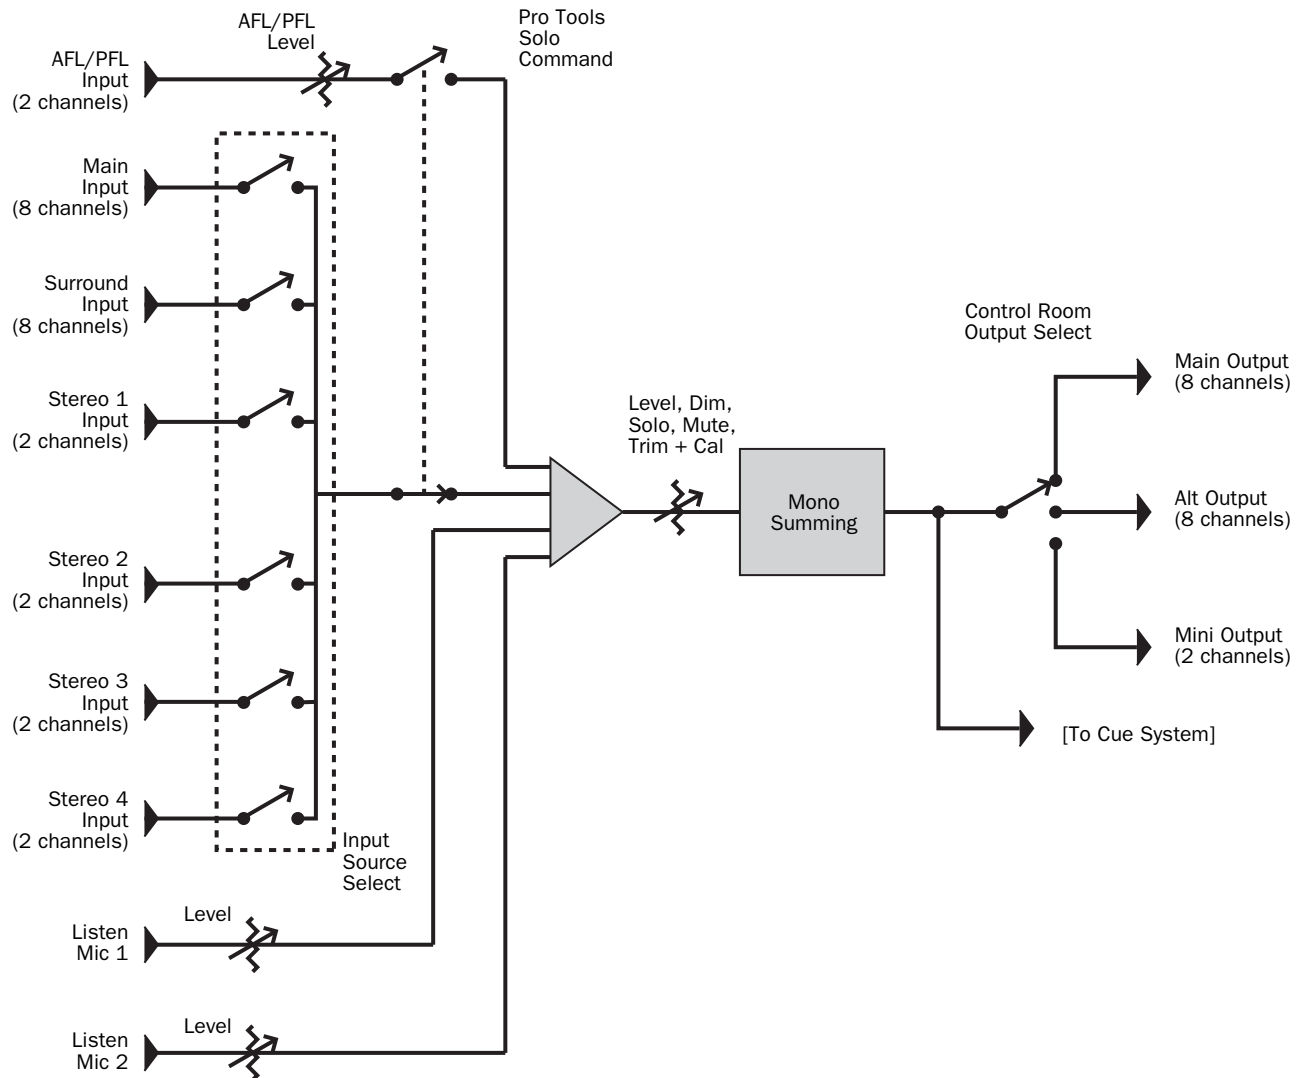 AFL/PFL
Input
(2 channels)
AFL/PFL
Level
Pro Tools
Solo
Command
Main
Input
(8 channels)
Surround
Input
(8 channels)
Stereo 1
Input
(2 channels)
Stereo 2
Input
(2 channels)
Stereo 3
Input
(2 channels)
Stereo 4
Input
(2 channels)
Input
Source
Select
Listen
Mic 1
Level
Listen
Mic 2
Level
Level, Dim,
Solo, Mute,
Trim + Cal
Mono
Summing
Control Room
Output Select
Main Output
(8 channels)
Alt Output
(8 channels)
Mini Output
(2 channels)
[To Cue System]